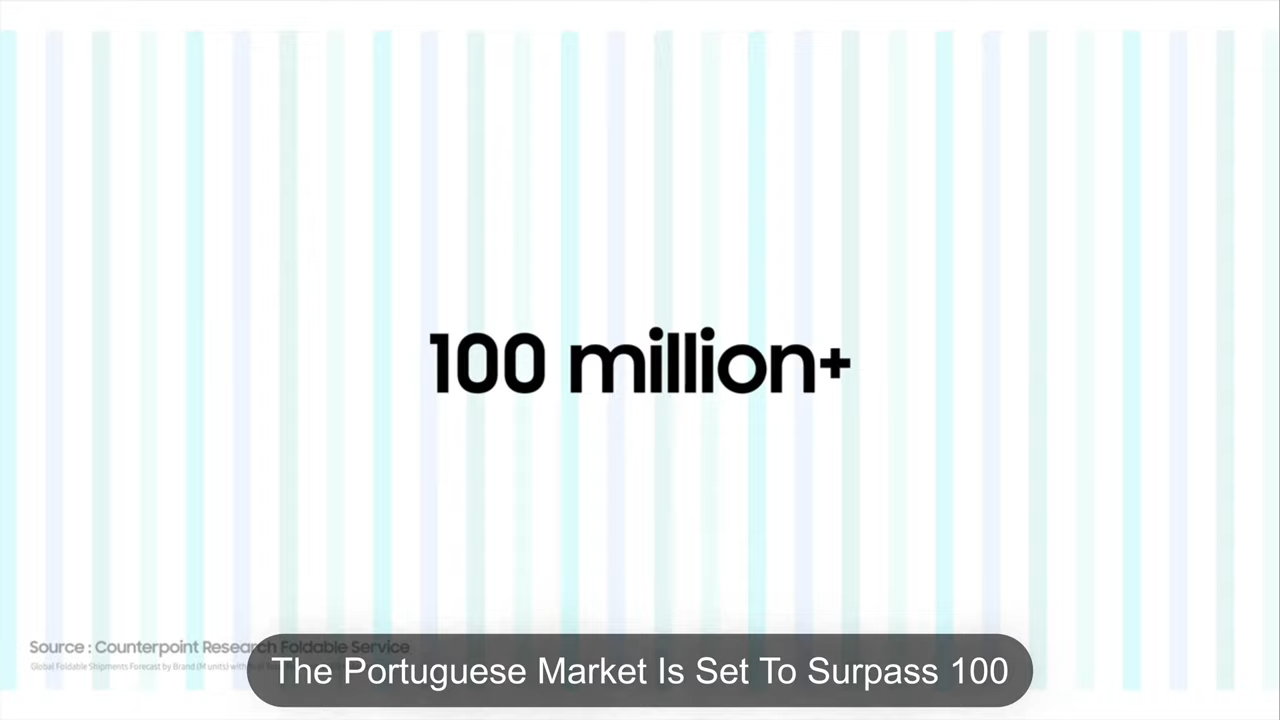 100 million+
Source : Counterpoint Research Foldable Service
Global Foldable Shipments Forecast by Brand (M units) with
The Portuguese Market Is Set To Surpass 100